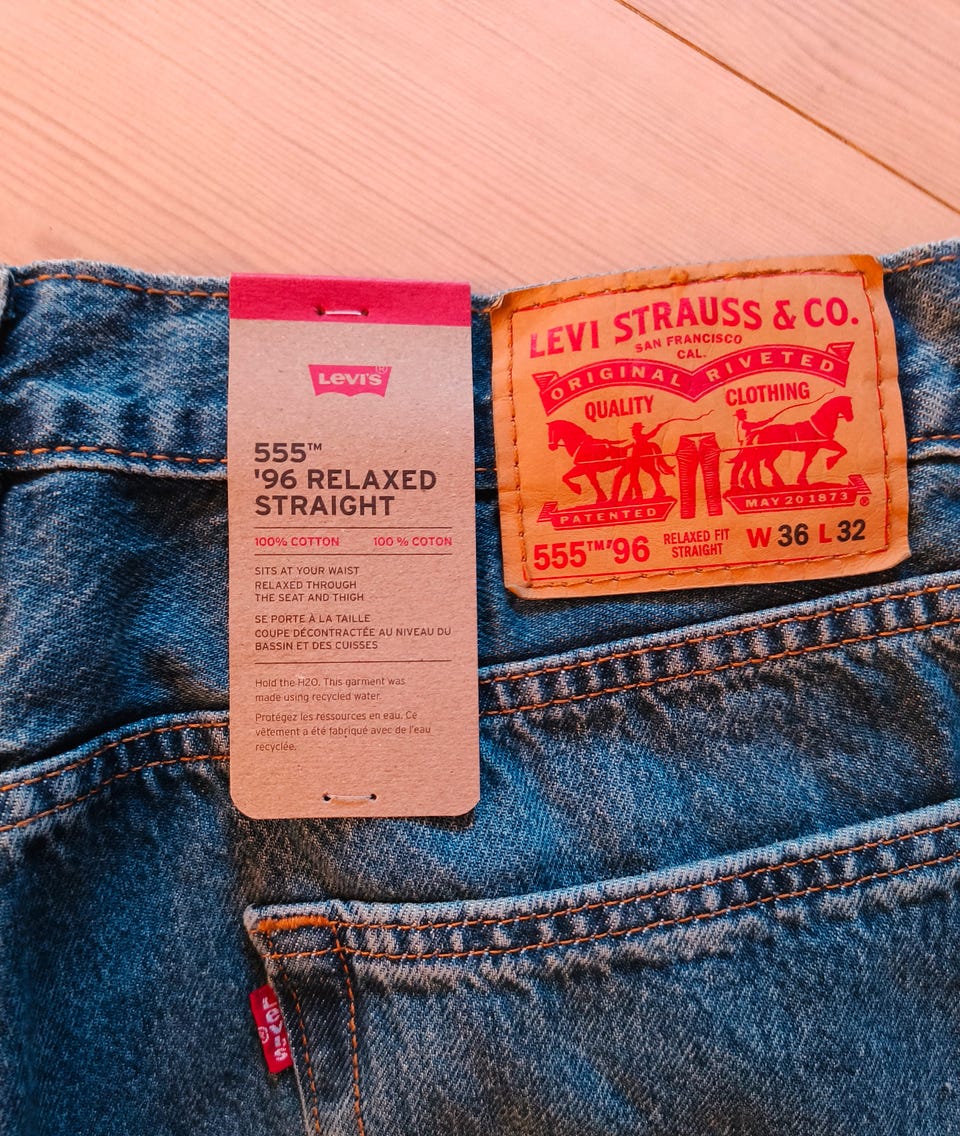 LEVI'S®
555™
'96 RELAXED
STRAIGHT
100% COTTON 100 % COTON
SITS AT YOUR WAIST
RELAXED THROUGH
THE SEAT AND THIGH
SE PORTE À LA TAILLE
COUPE DÉCONTRACTÉE AU NIVEAU DU
BASSIN ET DES CUISSES
Hold the H2O. This garment was
made using recycled water.
Protégez les ressources en eau. Ce
vêtement a été fabriqué avec de l'eau
recyclée.
LEVI STRAUSS & CO.
SAN FRANCISCO
CAL.
ORIGINAL RIVETED
QUALITY CLOTHING
PATENTED MAY 20 1873 ®
555™'96 RELAXED FIT STRAIGHT W 36 L 32
® LEVI'S